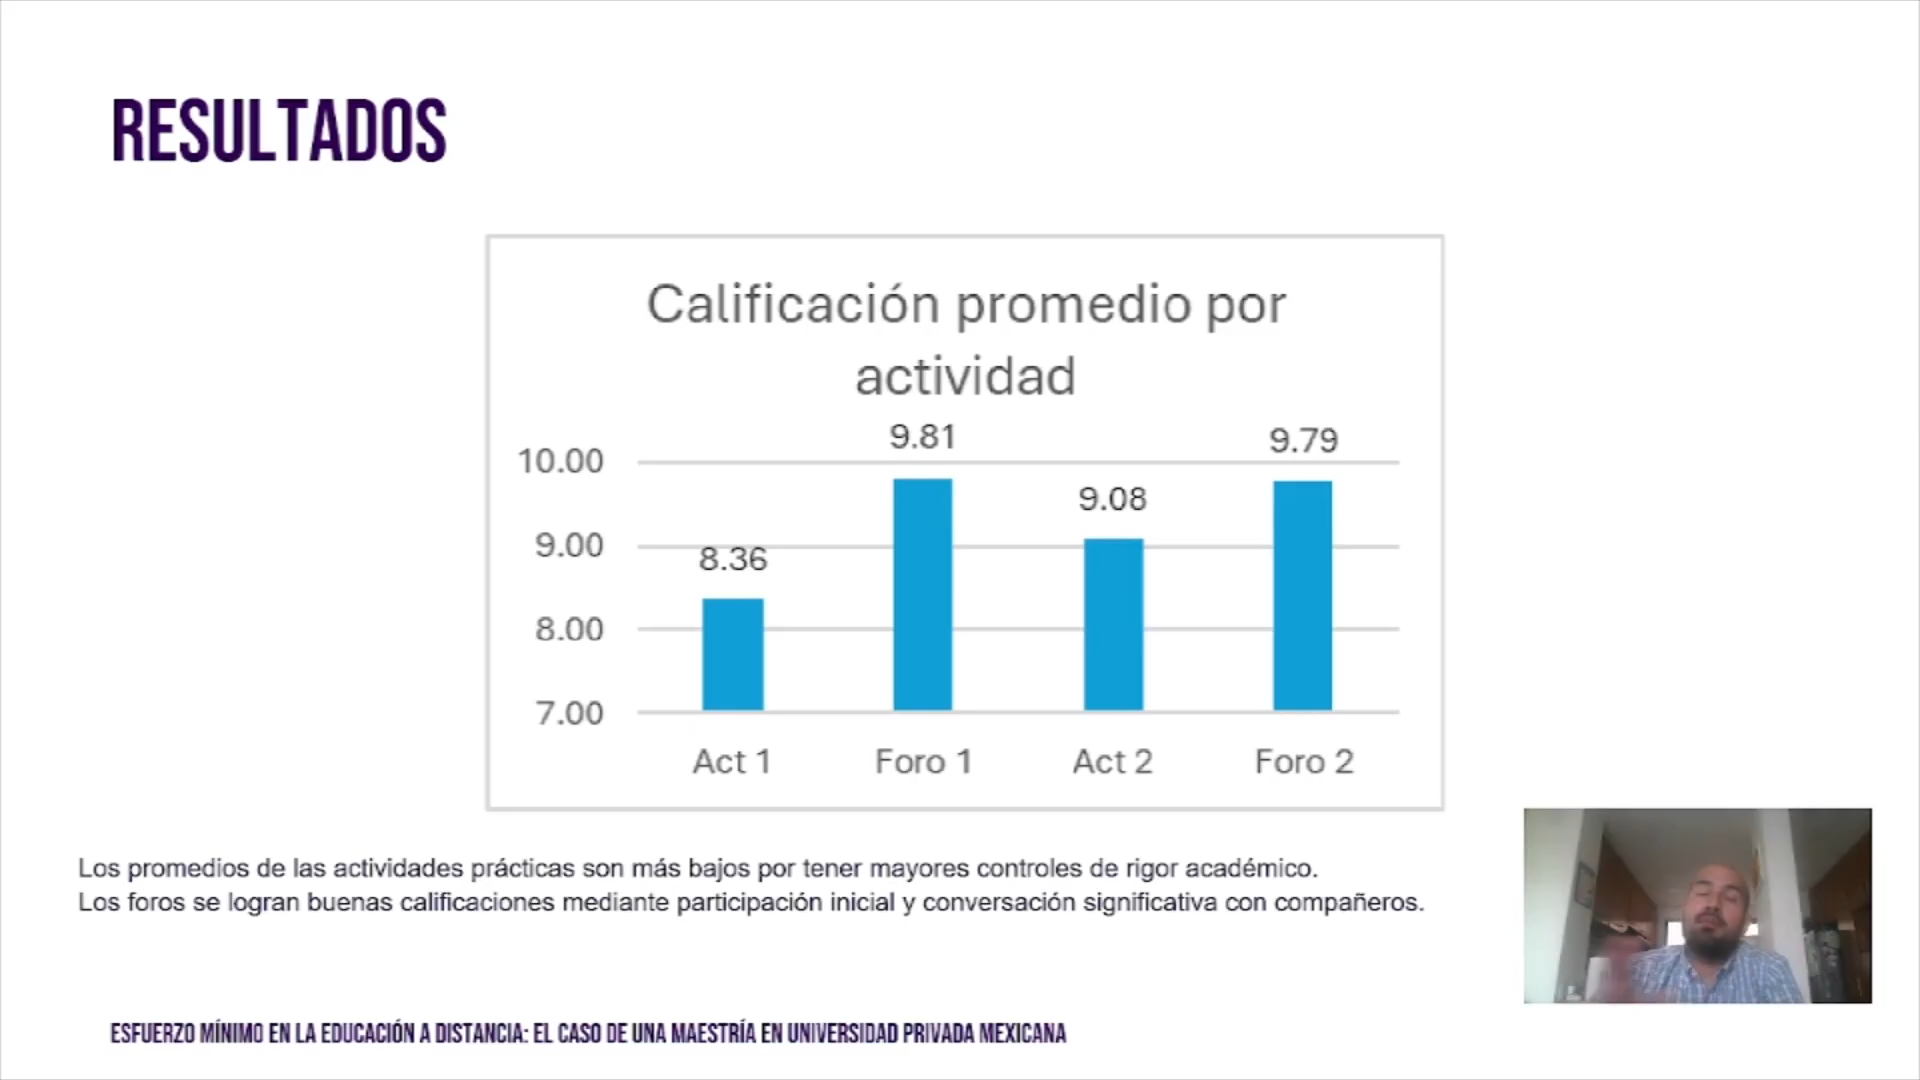 RESULTADOS
Calificación promedio por
actividad
10.00
9.00
8.00
7.00
8.36
9.81
9.08
9.79
Act 1
Foro 1
Act 2
Foro 2
Los promedios de las actividades prácticas son más bajos por tener mayores controles de rigor académico.
Los foros se logran buenas calificaciones mediante participación inicial y conversación significativa con compañeros.
ESFUERZO MÍNIMO EN LA EDUCACIÓN A DISTANCIA: EL CASO DE UNA MAESTRÍA EN UNIVERSIDAD PRIVADA MEXICANA